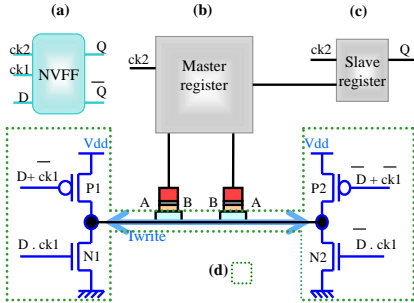 (a)
(b)
(c)
ck2
Q
ck1
NVFF
D
Q
ck2
Master
register
ck2
Slave
register
Q
Vdd
Vdd
D+ ck1
P1
A
B
B
A
P2
D + ck1
Iwrite
D . ck1
N1
(d)
N2
D . ck1